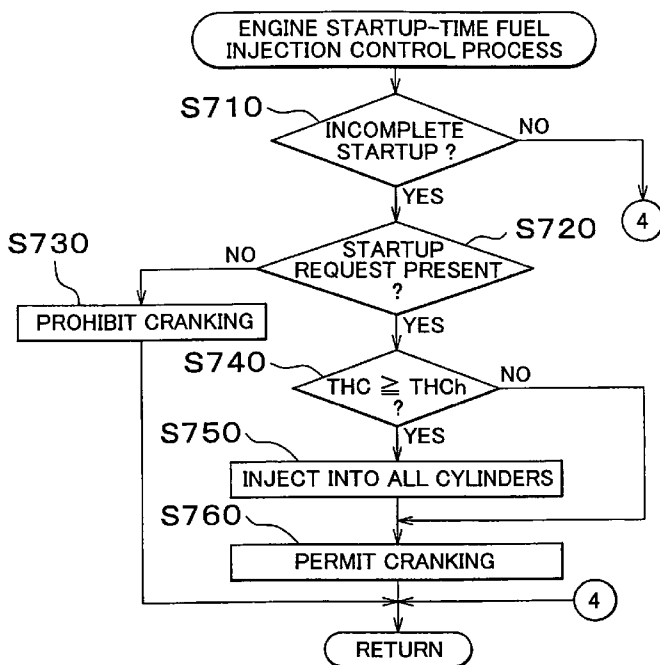 ENGINE STARTUP-TIME FUEL
INJECTION CONTROL PROCESS
S710
INCOMPLETE
STARTUP ?
NO
YES
4
S720
STARTUP
REQUEST PRESENT
?
NO
YES
S730
PROHIBIT CRANKING
S740
THC ≧ THCh
?
NO
YES
S750
INJECT INTO ALL CYLINDERS
S760
PERMIT CRANKING
4
RETURN